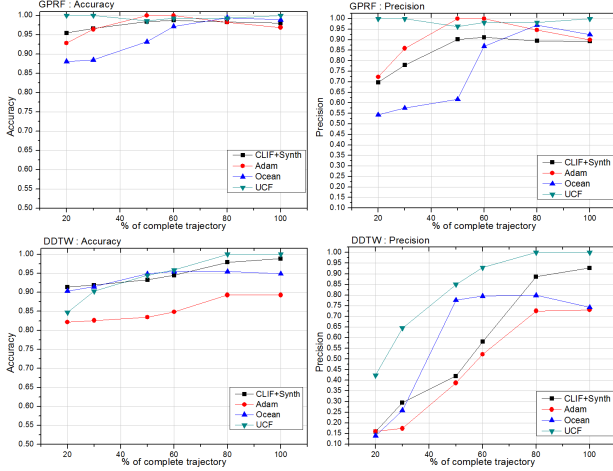 GPRF : Accuracy
1.00
0.95
0.90
0.85
0.80
0.75
0.70
0.65
0.60
0.55
0.50
Accuracy
CLIF+Synth
Adam
Ocean
UCF
20 40 60 80 100
% of complete trajectory
GPRF : Precision
1.00
0.95
0.90
0.85
0.80
0.75
0.70
0.65
0.60
0.55
0.50
0.45
0.40
0.35
0.30
0.25
0.20
0.15
0.10
Precision
CLIF+Synth
Adam
Ocean
UCF
20 40 60 80 100
% of complete trajectory
DDTW : Accuracy
1.00
0.95
0.90
0.85
0.80
0.75
0.70
0.65
0.60
0.55
0.50
Accuracy
CLIF+Synth
Adam
Ocean
UCF
20 40 60 80 100
% of complete trajectory
DDTW : Precision
1.00
0.95
0.90
0.85
0.80
0.75
0.70
0.65
0.60
0.55
0.50
0.45
0.40
0.35
0.30
0.25
0.20
0.15
0.10
Precision
CLIF+Synth
Adam
Ocean
UCF
20 40 60 80 100
% of complete trajectory